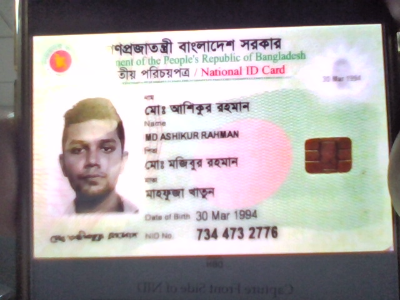 গণপ্রজাতন্ত্রী বাংলাদেশ সরকার
ment of the People's Republic of Bangladesh
তীয় পরিচয়পত্র / National ID Card
30 Mar 1994
নাম
মোঃ আশিকুর রহমান
Name
MD ASHIKUR RAHMAN
পিতা
মোঃ মজিবুর রহমান
মাতা
মাহফুজা খাতুন
Date of Birth 30 Mar 1994
NID No. 734 473 2776
Capture Front Side of NID